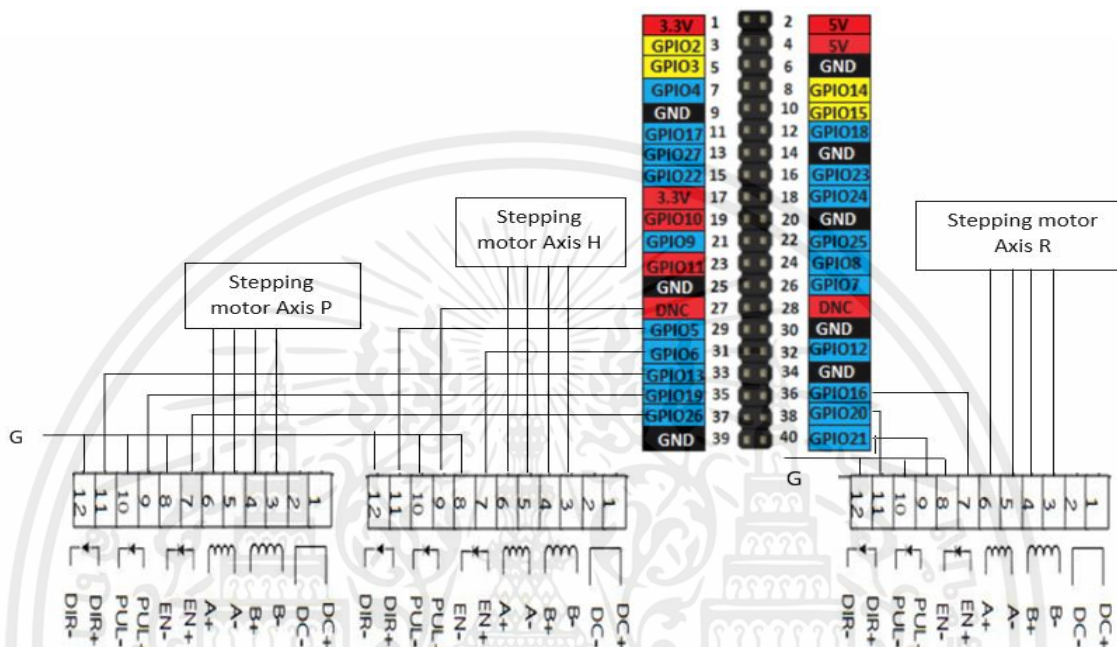 3.3V 1 2 5V
GPIO2 3 4 5V
GPIO3 5 6 GND
GPIO4 7 8 GPIO14
GND 9 10 GPIO15
GPIO17 11 12 GPIO18
GPIO27 13 14 GND
GPIO22 15 16 GPIO23
3.3V 17 18 GPIO24
GPIO10 19 20 GND
GPIO9 21 22 GPIO25
GPIO11 23 24 GPIO8
GND 25 26 GPIO7
DNC 27 28 DNC
GPIO5 29 30 GND
GPIO6 31 32 GPIO12
GPIO13 33 34 GND
GPIO19 35 36 GPIO16
GPIO26 37 38 GPIO20
GND 39 40 GPIO21
Stepping
motor Axis P
Stepping
motor Axis H
Stepping motor
Axis R
G
12 11 10 9 8 7 6 5 4 3 2 1
DIR- DIR+ PUL- PUL+ EN- EN+ A+ A- B+ B- DC- DC+
12 11 10 9 8 7 6 5 4 3 2 1
DIR- DIR+ PUL- PUL+ EN- EN+ A+ A- B+ B- DC- DC+
G
12 11 10 9 8 7 6 5 4 3 2 1
DIR- DIR+ PUL- PUL+ EN- EN+ A+ A- B+ B- DC- DC+